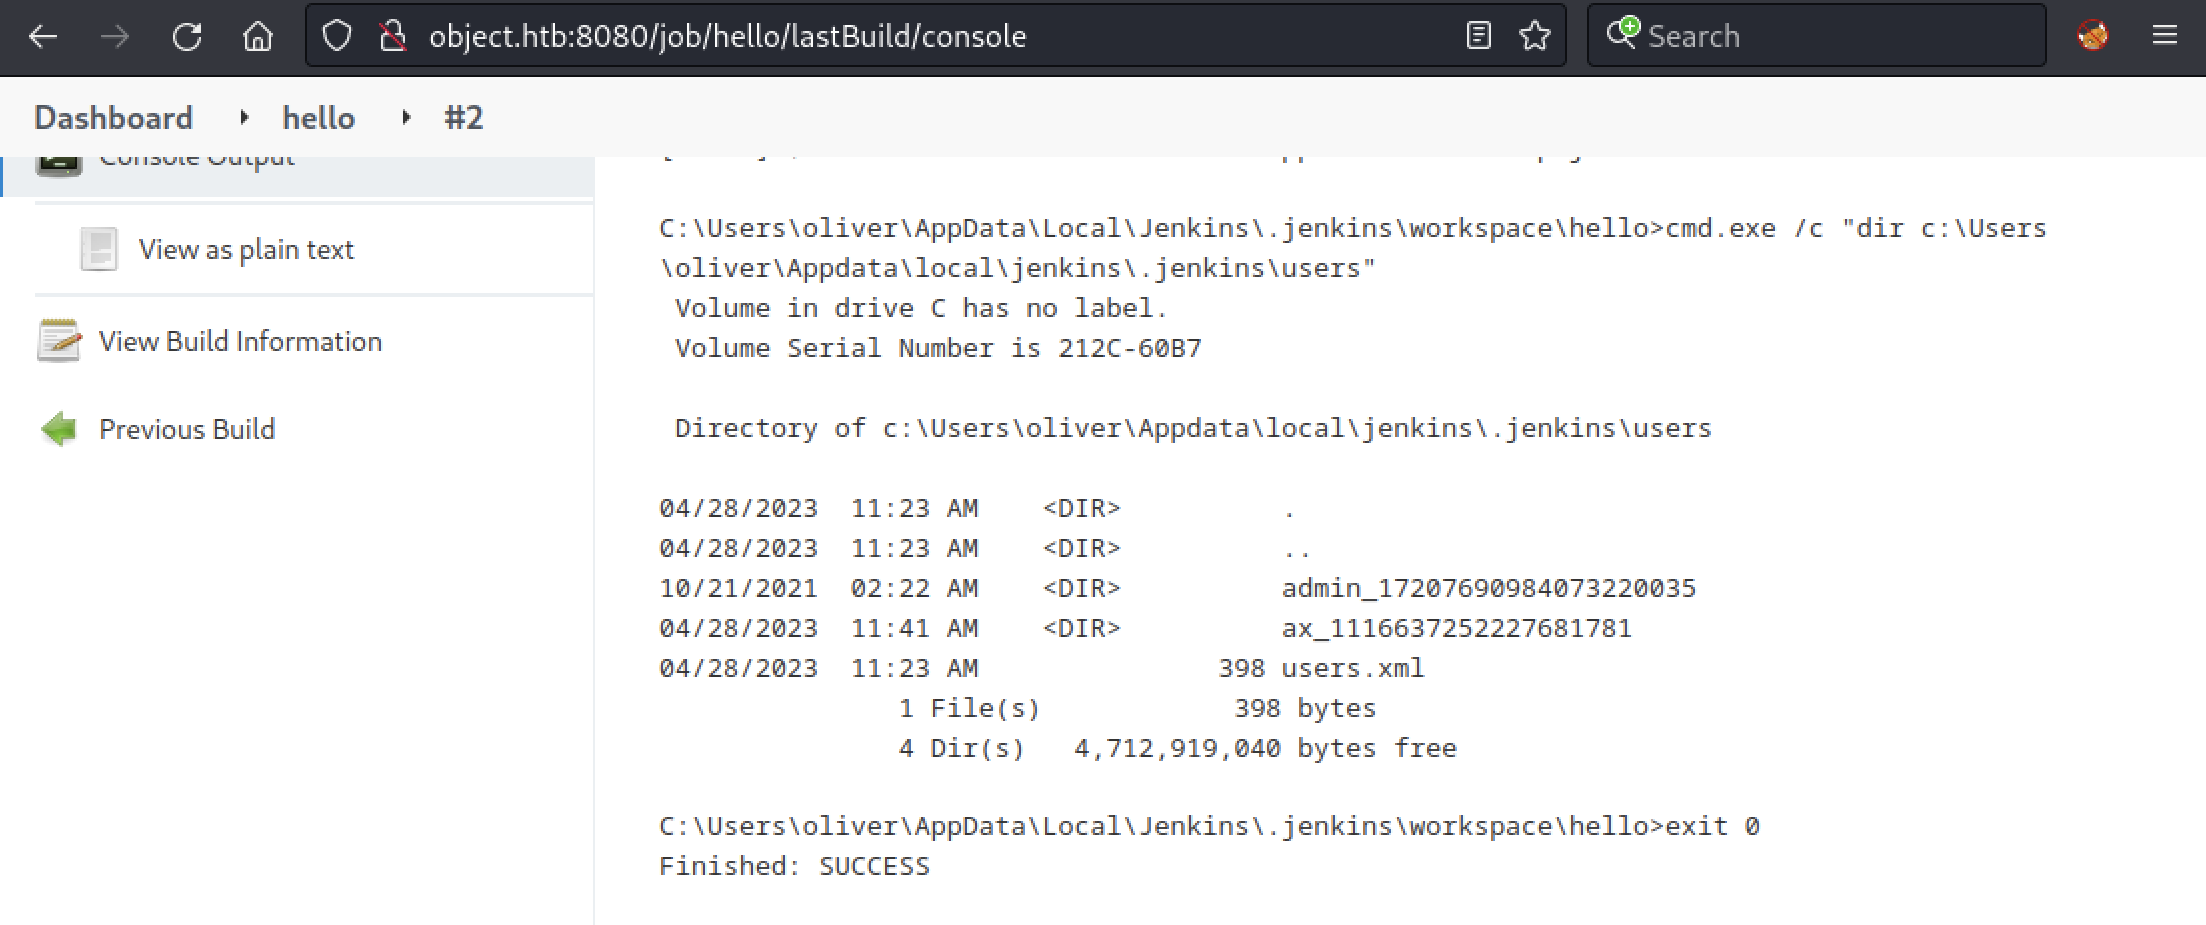 object.htb:8080/job/hello/lastBuild/console
Search
Dashboard hello #2
Console Output
View as plain text
View Build Information
Previous Build
C:\Users\oliver\AppData\Local\Jenkins\.jenkins\workspace\hello>cmd.exe /c "dir c:\Users
\oliver\Appdata\local\jenkins\.jenkins\users"
Volume in drive C has no label.
Volume Serial Number is 212C-60B7
Directory of c:\Users\oliver\Appdata\local\jenkins\.jenkins\users
04/28/2023 11:23 AM <DIR> .
04/28/2023 11:23 AM <DIR> ..
10/21/2021 02:22 AM <DIR> admin_17207690984073220035
04/28/2023 11:41 AM <DIR> ax_1116637252227681781
04/28/2023 11:23 AM 398 users.xml
1 File(s) 398 bytes
4 Dir(s) 4,712,919,040 bytes free
C:\Users\oliver\AppData\Local\Jenkins\.jenkins\workspace\hello>exit 0
Finished: SUCCESS